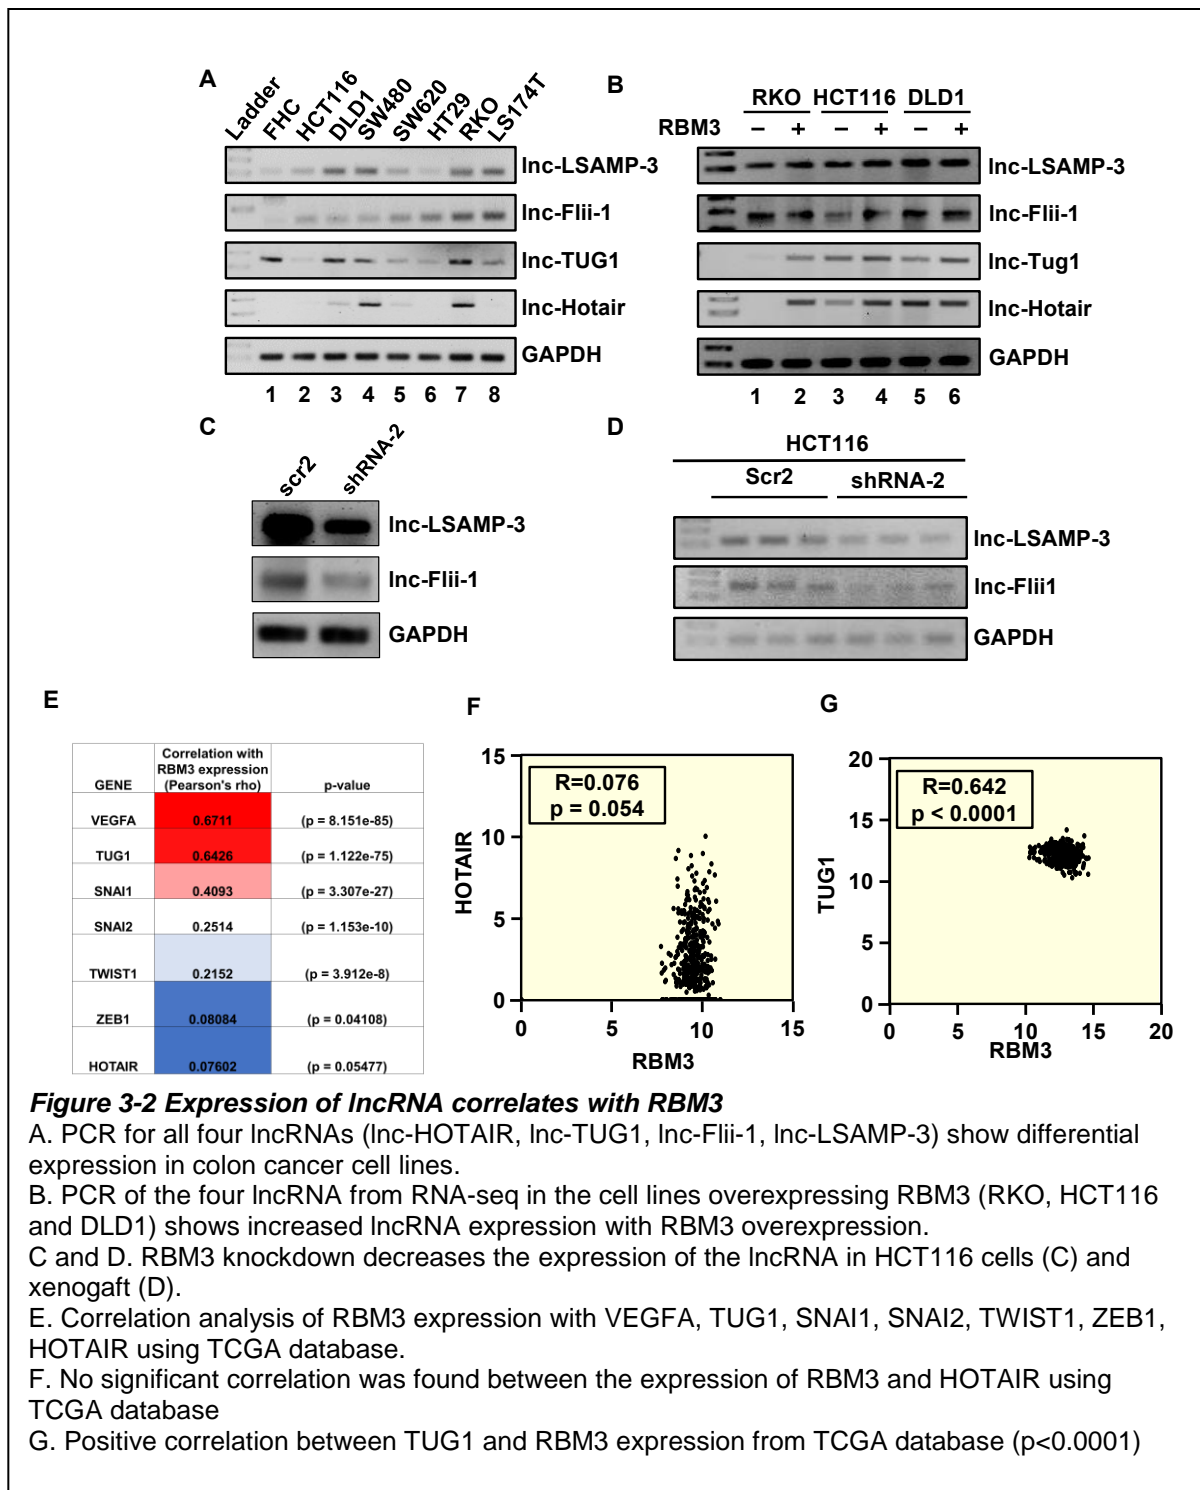 A
Ladder
FHC
HCT116
DLD1
SW480
SW620
HT29
RKO
LS174T
lnc-LSAMP-3
lnc-Flii-1
lnc-TUG1
lnc-Hotair
GAPDH
1 2 3 4 5 6 7 8
B
RKO HCT116 DLD1
RBM3 – + – + – +
lnc-LSAMP-3
lnc-Flii-1
lnc-Tug1
lnc-Hotair
GAPDH
1 2 3 4 5 6
C
scr2
shRNA-2
lnc-LSAMP-3
lnc-Flii-1
GAPDH
D
HCT116
Scr2 shRNA-2
lnc-LSAMP-3
lnc-Flii1
GAPDH
E
GENE Correlation with RBM3 expression (Pearson's rho) p-value
VEGFA 0.6711 (p = 8.151e-85)
TUG1 0.6426 (p = 1.122e-75)
SNAI1 0.4093 (p = 3.307e-27)
SNAI2 0.2514 (p = 1.153e-10)
TWIST1 0.2152 (p = 3.912e-8)
ZEB1 0.08084 (p = 0.04108)
HOTAIR 0.07602 (p = 0.05477)
F
R=0.076
p = 0.054
HOTAIR
15
10
5
0
0 5 10 15
RBM3
G
R=0.642
p < 0.0001
TUG1
20
15
10
5
0
0 5 10 15 20
RBM3
Figure 3-2 Expression of lncRNA correlates with RBM3
A. PCR for all four lncRNAs (lnc-HOTAIR, lnc-TUG1, lnc-Flii-1, lnc-LSAMP-3) show differential
expression in colon cancer cell lines.
B. PCR of the four lncRNA from RNA-seq in the cell lines overexpressing RBM3 (RKO, HCT116
and DLD1) shows increased lncRNA expression with RBM3 overexpression.
C and D. RBM3 knockdown decreases the expression of the lncRNA in HCT116 cells (C) and
xenogaft (D).
E. Correlation analysis of RBM3 expression with VEGFA, TUG1, SNAI1, SNAI2, TWIST1, ZEB1,
HOTAIR using TCGA database.
F. No significant correlation was found between the expression of RBM3 and HOTAIR using
TCGA database
G. Positive correlation between TUG1 and RBM3 expression from TCGA database (p<0.0001)